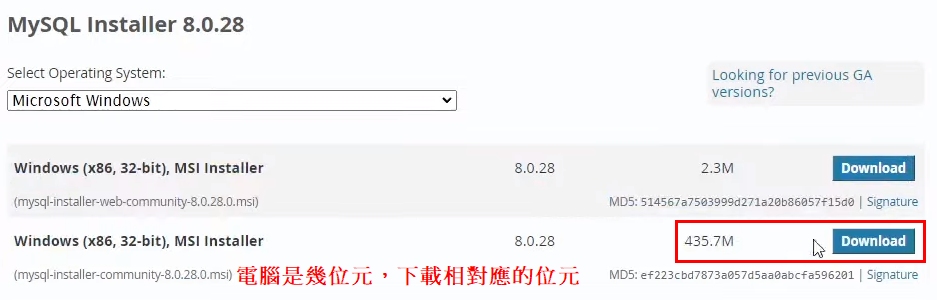 MySQL Installer 8.0.28
Select Operating System:
Looking for previous GA
versions?
Microsoft Windows
Windows (x86, 32-bit), MSI Installer 8.0.28 2.3M Download
(mysql-installer-web-community-8.0.28.0.msi) MD5: 514567a7503999d271a20b86057f15d0 | Signature
Windows (x86, 32-bit), MSI Installer 8.0.28 435.7M Download
(mysql-installer-community-8.0.28.0.msi) 電腦是幾位元，下載相對應的位元 MD5: ef223cbd7873a057d5aa0abcfa596201 | Signature